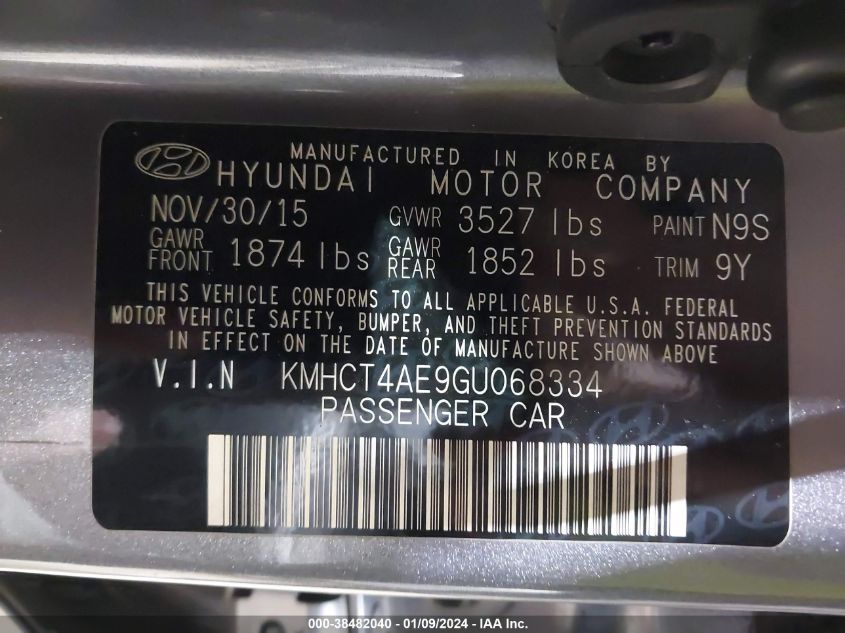 MANUFACTURED IN KOREA BY
HYUNDAI MOTOR COMPANY
NOV/30/15 GVWR 3527 lbs PAINT N9S
GAWR FRONT 1874 lbs GAWR REAR 1852 lbs TRIM 9Y
THIS VEHICLE CONFORMS TO ALL APPLICABLE U.S.A. FEDERAL
MOTOR VEHICLE SAFETY, BUMPER, AND THEFT PREVENTION STANDARDS
IN EFFECT ON THE DATE OF MANUFACTURE SHOWN ABOVE
V.I.N KMHCT4AE9GU068334
PASSENGER CAR
000-38482040 - 01/09/2024 - IAA Inc.